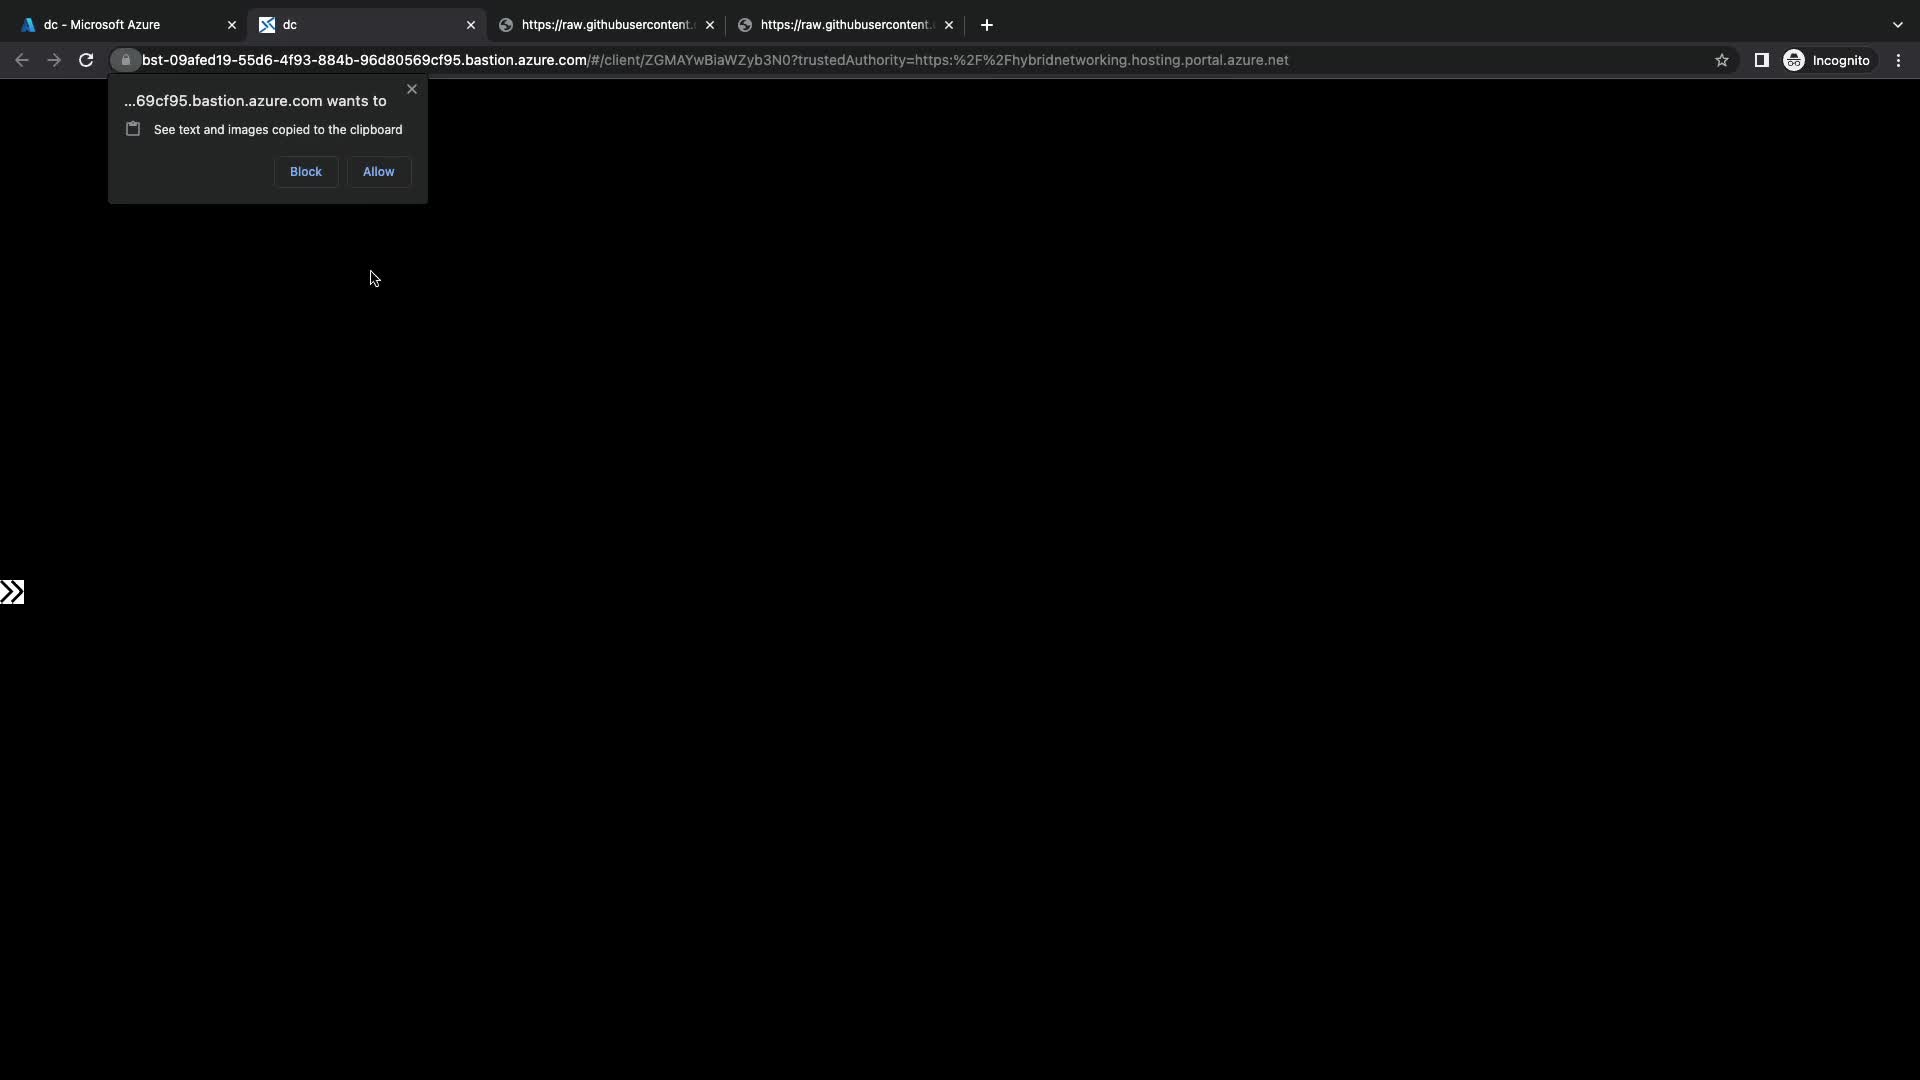 dc - Microsoft Azure
dc
https://raw.githubusercontent.
https://raw.githubusercontent.
bst-09afed19-55d6-4f93-884b-96d80569cf95.bastion.azure.com/#/client/ZGMAYwBiaWZyb3N0?trustedAuthority=https:%2F%2Fhybridnetworking.hosting.portal.azure.net
Incognito
...69cf95.bastion.azure.com wants to
See text and images copied to the clipboard
Block
Allow